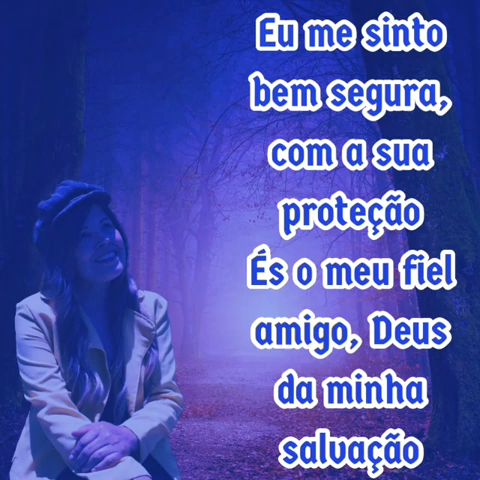 Eu me sinto
bem segura,
com a sua
proteção
És o meu fiel
amigo, Deus
da minha
salvação